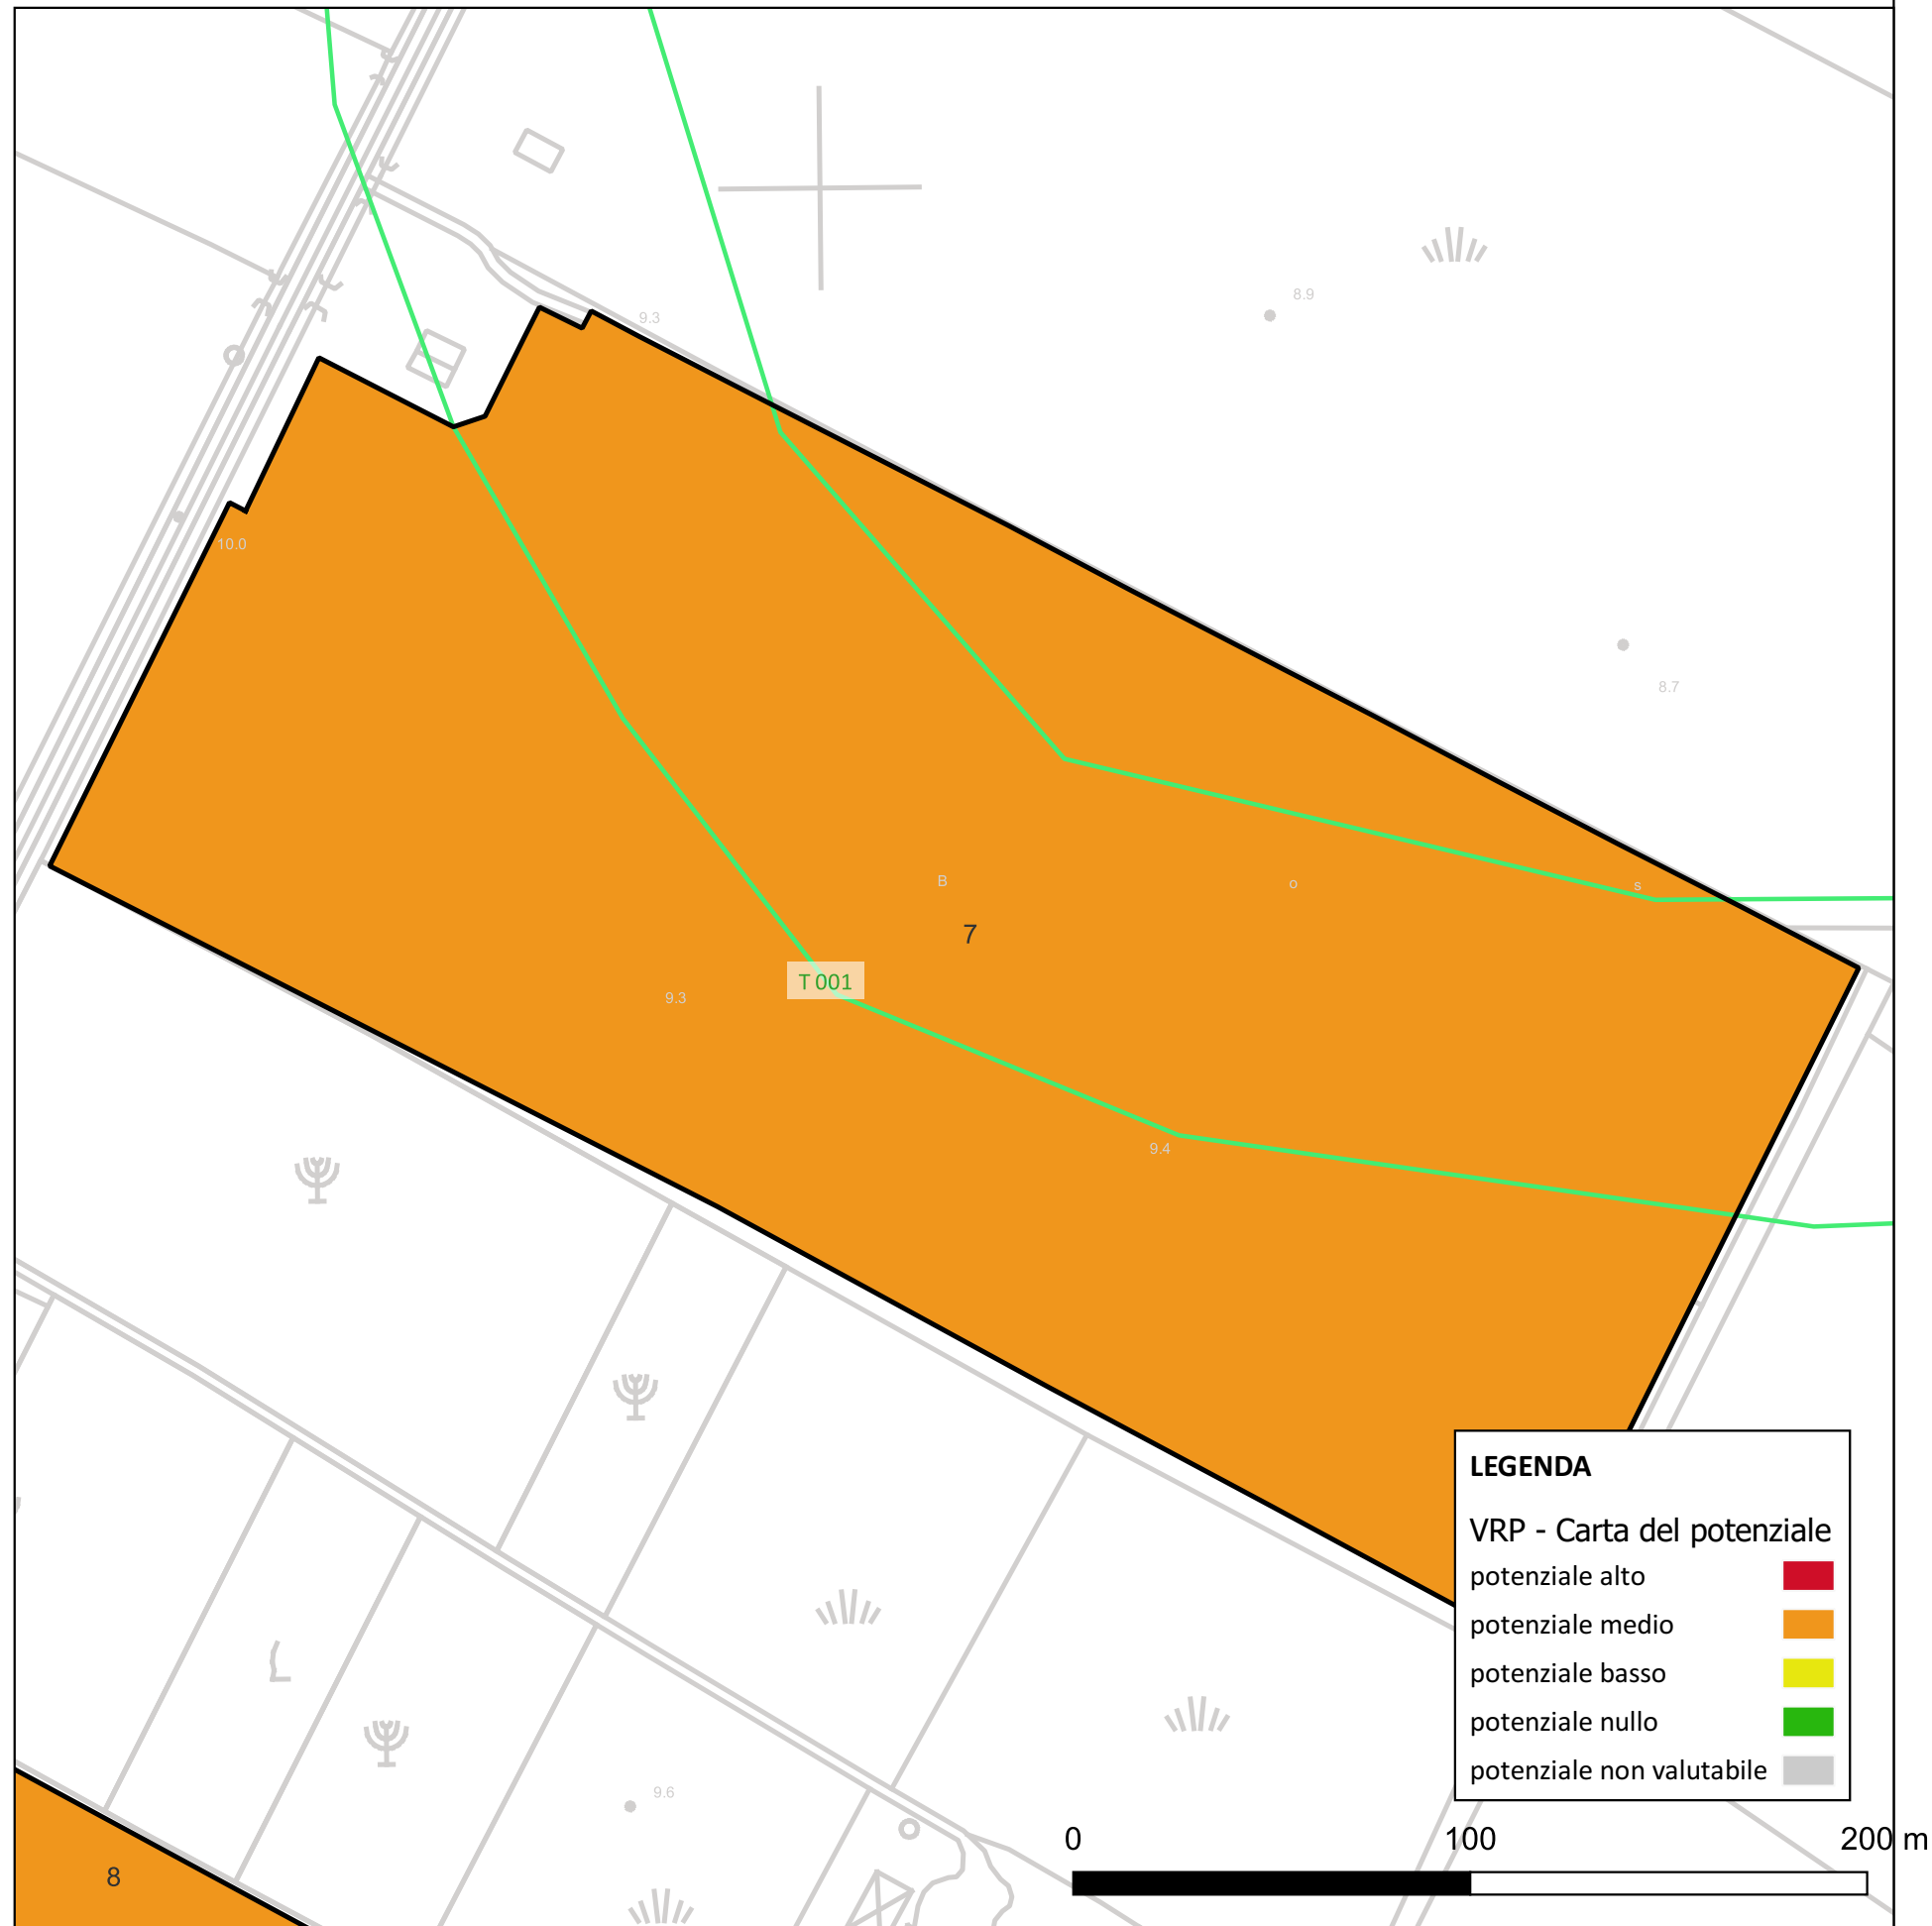 8.9
9.3
10.0
8.7
B o s
7
T 001
9.3
9.4
LEGENDA
VRP - Carta del potenziale
potenziale alto
potenziale medio
potenziale basso
potenziale nullo
potenziale non valutabile
9.6
0 100 200 m
8